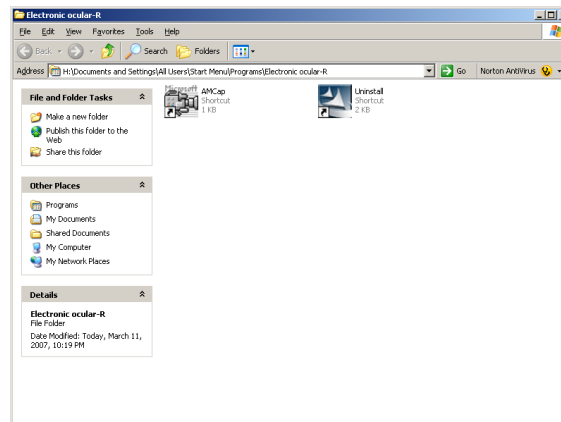 Electronic ocular-R
File Edit View Favorites Tools Help
Back Search Folders
Address H:\Documents and Settings\All Users\Start Menu\Programs\Electronic ocular-R Go Norton AntiVirus
File and Folder Tasks
Make a new folder
Publish this folder to the
Web
Share this folder
Other Places
Programs
My Documents
Shared Documents
My Computer
My Network Places
Details
Electronic ocular-R
File Folder
Date Modified: Today, March 11,
2007, 10:19 PM
Microsoft
AMCap
Shortcut
1 KB
Uninstall
Shortcut
2 KB